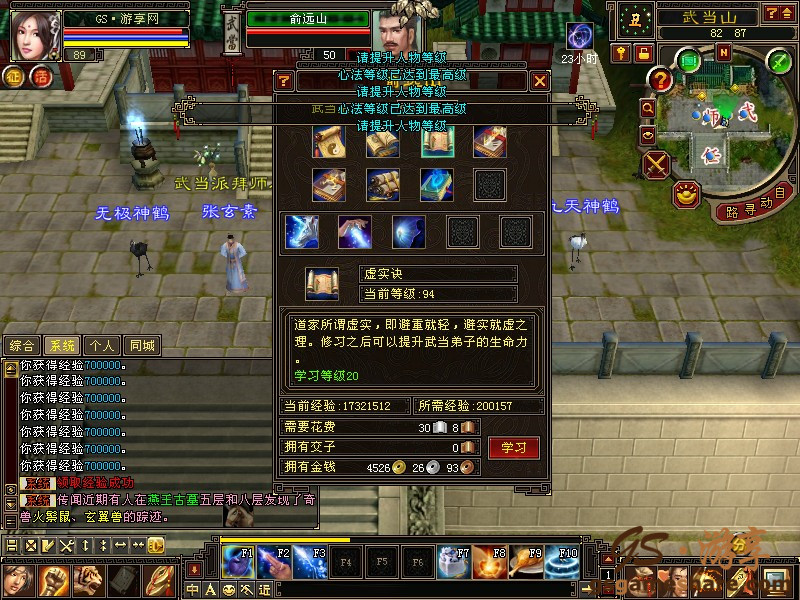 GS·游享网
89
武當
俞远山
50
23小时
丑
武当山
82 87
N
自动寻路
征
活
请提升人物等级
心法等级已达到最高级
请提升人物等级
心法等级已达到最高级
请提升人物等级
武当派拜师
无极神鹤
张玄素
九天神鹤
虚实诀
当前等级:94
道家所谓虚实，即避重就轻，避实就虚之
理。修习之后可以提升武当弟子的生命力
。
学习等级20
当前经验:17321512
所需经验:200157
需要花费
30
8
拥有交子
0
学习
拥有金钱
4526
26
93
综合
系统
个人
同城
你获得经验700000。
你获得经验700000。
你获得经验700000。
你获得经验700000。
你获得经验700000。
你获得经验700000。
你获得经验700000。
系统 领取经验成功
系统 传闻近期有人在燕王古墓五层和八层发现了奇
兽火鬃鼠、玄翼兽的踪迹。
F1
F2
F3
F4
F5
F6
F7
F8
F9
F10
1
中
A
近
GS·游享